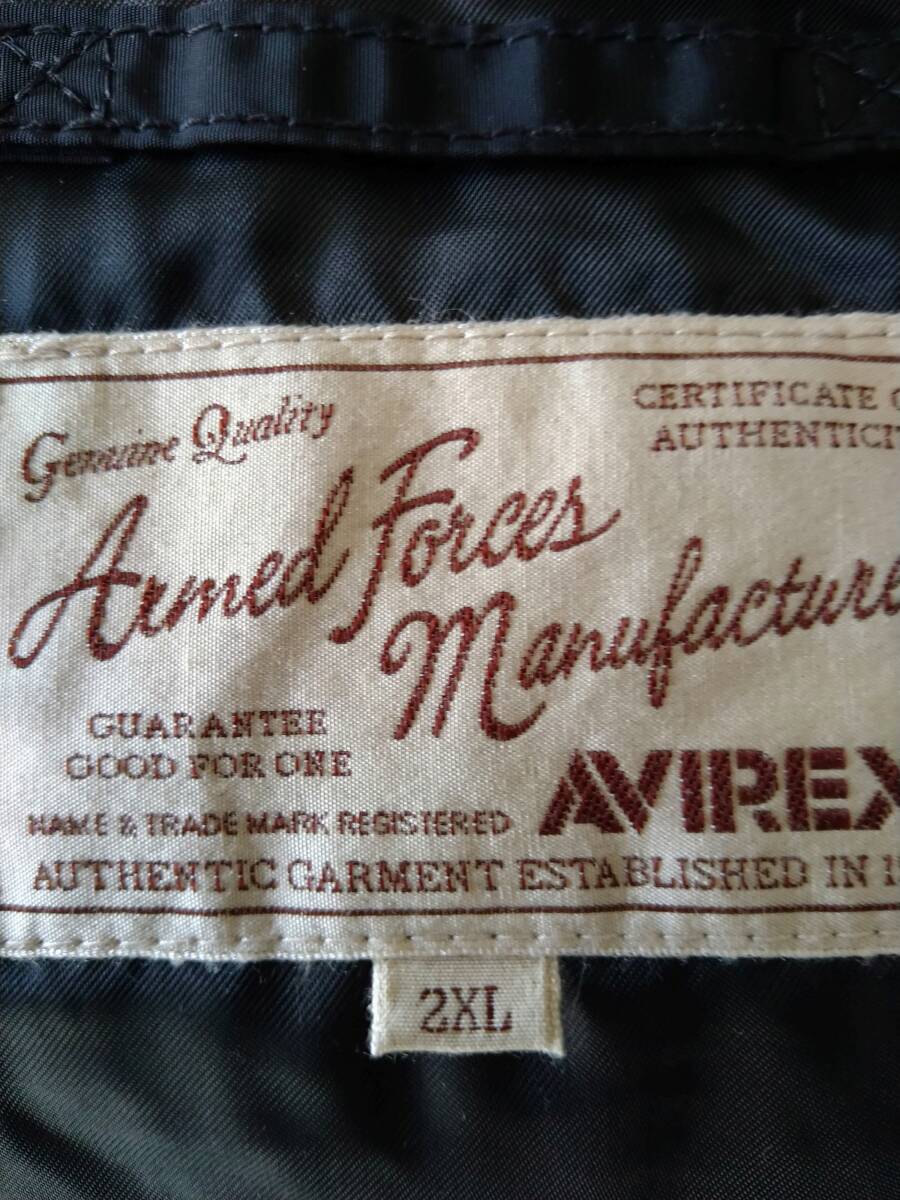 Genuine Quality
CERTIFICATE O
AUTHENTICI
Armed Forces
Manufacture
GUARANTEE
GOOD FOR ONE
AVIREX
NAME & TRADE MARK REGISTERED
AUTHENTIC GARMENT ESTABLISHED IN 1
2XL